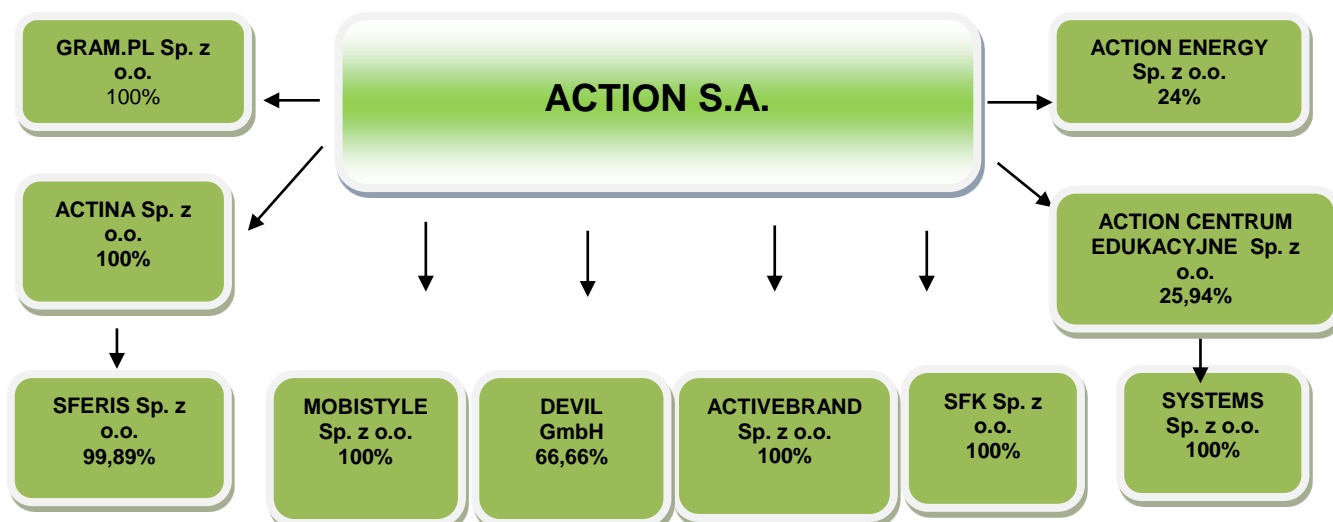 GRAM.PL Sp. z
o.o.
100%
ACTION S.A.
ACTION ENERGY
Sp. z o.o.
24%
ACTINA Sp. z
o.o.
100%
ACTION CENTRUM
EDUKACYJNE Sp. z
o.o.
25,94%
SFERIS Sp. z
o.o.
99,89%
MOBISTYLE
Sp. z o.o.
100%
DEVIL
GmbH
66,66%
ACTIVEBRAND
Sp. z o.o.
100%
SFK Sp. z
o.o.
100%
SYSTEMS
Sp. z o.o.
100%